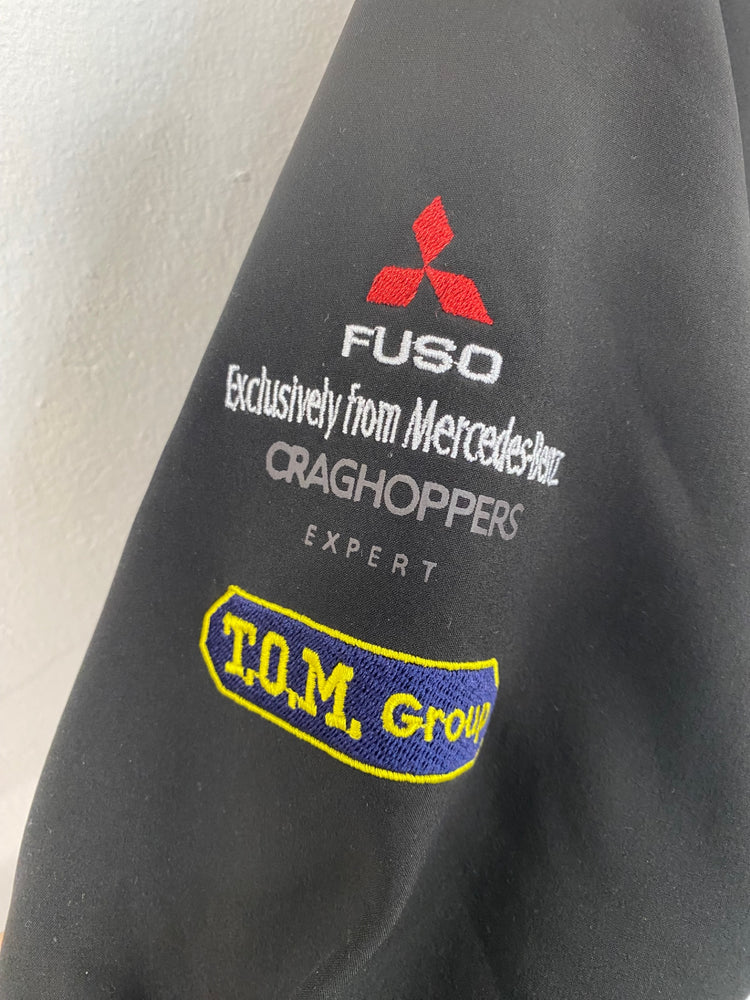 FUSO
Exclusively from Mercedes-Benz
CRAGHOPPERS
EXPERT
T.O.M. Group